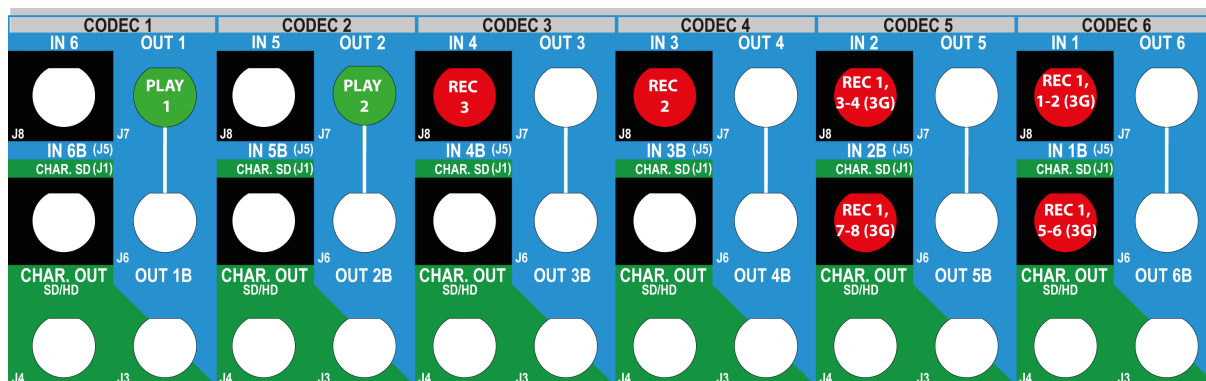 CODEC 1 CODEC 2 CODEC 3 CODEC 4 CODEC 5 CODEC 6
IN 6 OUT 1 IN 5 OUT 2 IN 4 OUT 3 IN 3 OUT 4 IN 2 OUT 5 IN 1 OUT 6
PLAY PLAY REC REC REC 1, REC 1,
1 2 3 2 3-4 (3G) 1-2 (3G)
J8 J7 J8 J7 J8 J7 J8 J7 J8 J7 J8 J7
IN 6B (J5) IN 5B (J5) IN 4B (J5) IN 3B (J5) IN 2B (J5) IN 1B (J5)
CHAR. SD (J1) CHAR. SD (J1) CHAR. SD (J1) CHAR. SD (J1) CHAR. SD (J1) CHAR. SD (J1)
REC 1, REC 1,
7-8 (3G) 5-6 (3G)
J6 J6 J6 J6 J6 J6
CHAR. OUT OUT 1B CHAR. OUT OUT 2B CHAR. OUT OUT 3B CHAR. OUT OUT 4B CHAR. OUT OUT 5B CHAR. OUT OUT 6B
SD/HD SD/HD SD/HD SD/HD SD/HD SD/HD
J4 J3 J4 J3 J4 J3 J4 J3 J4 J3 J4 J3